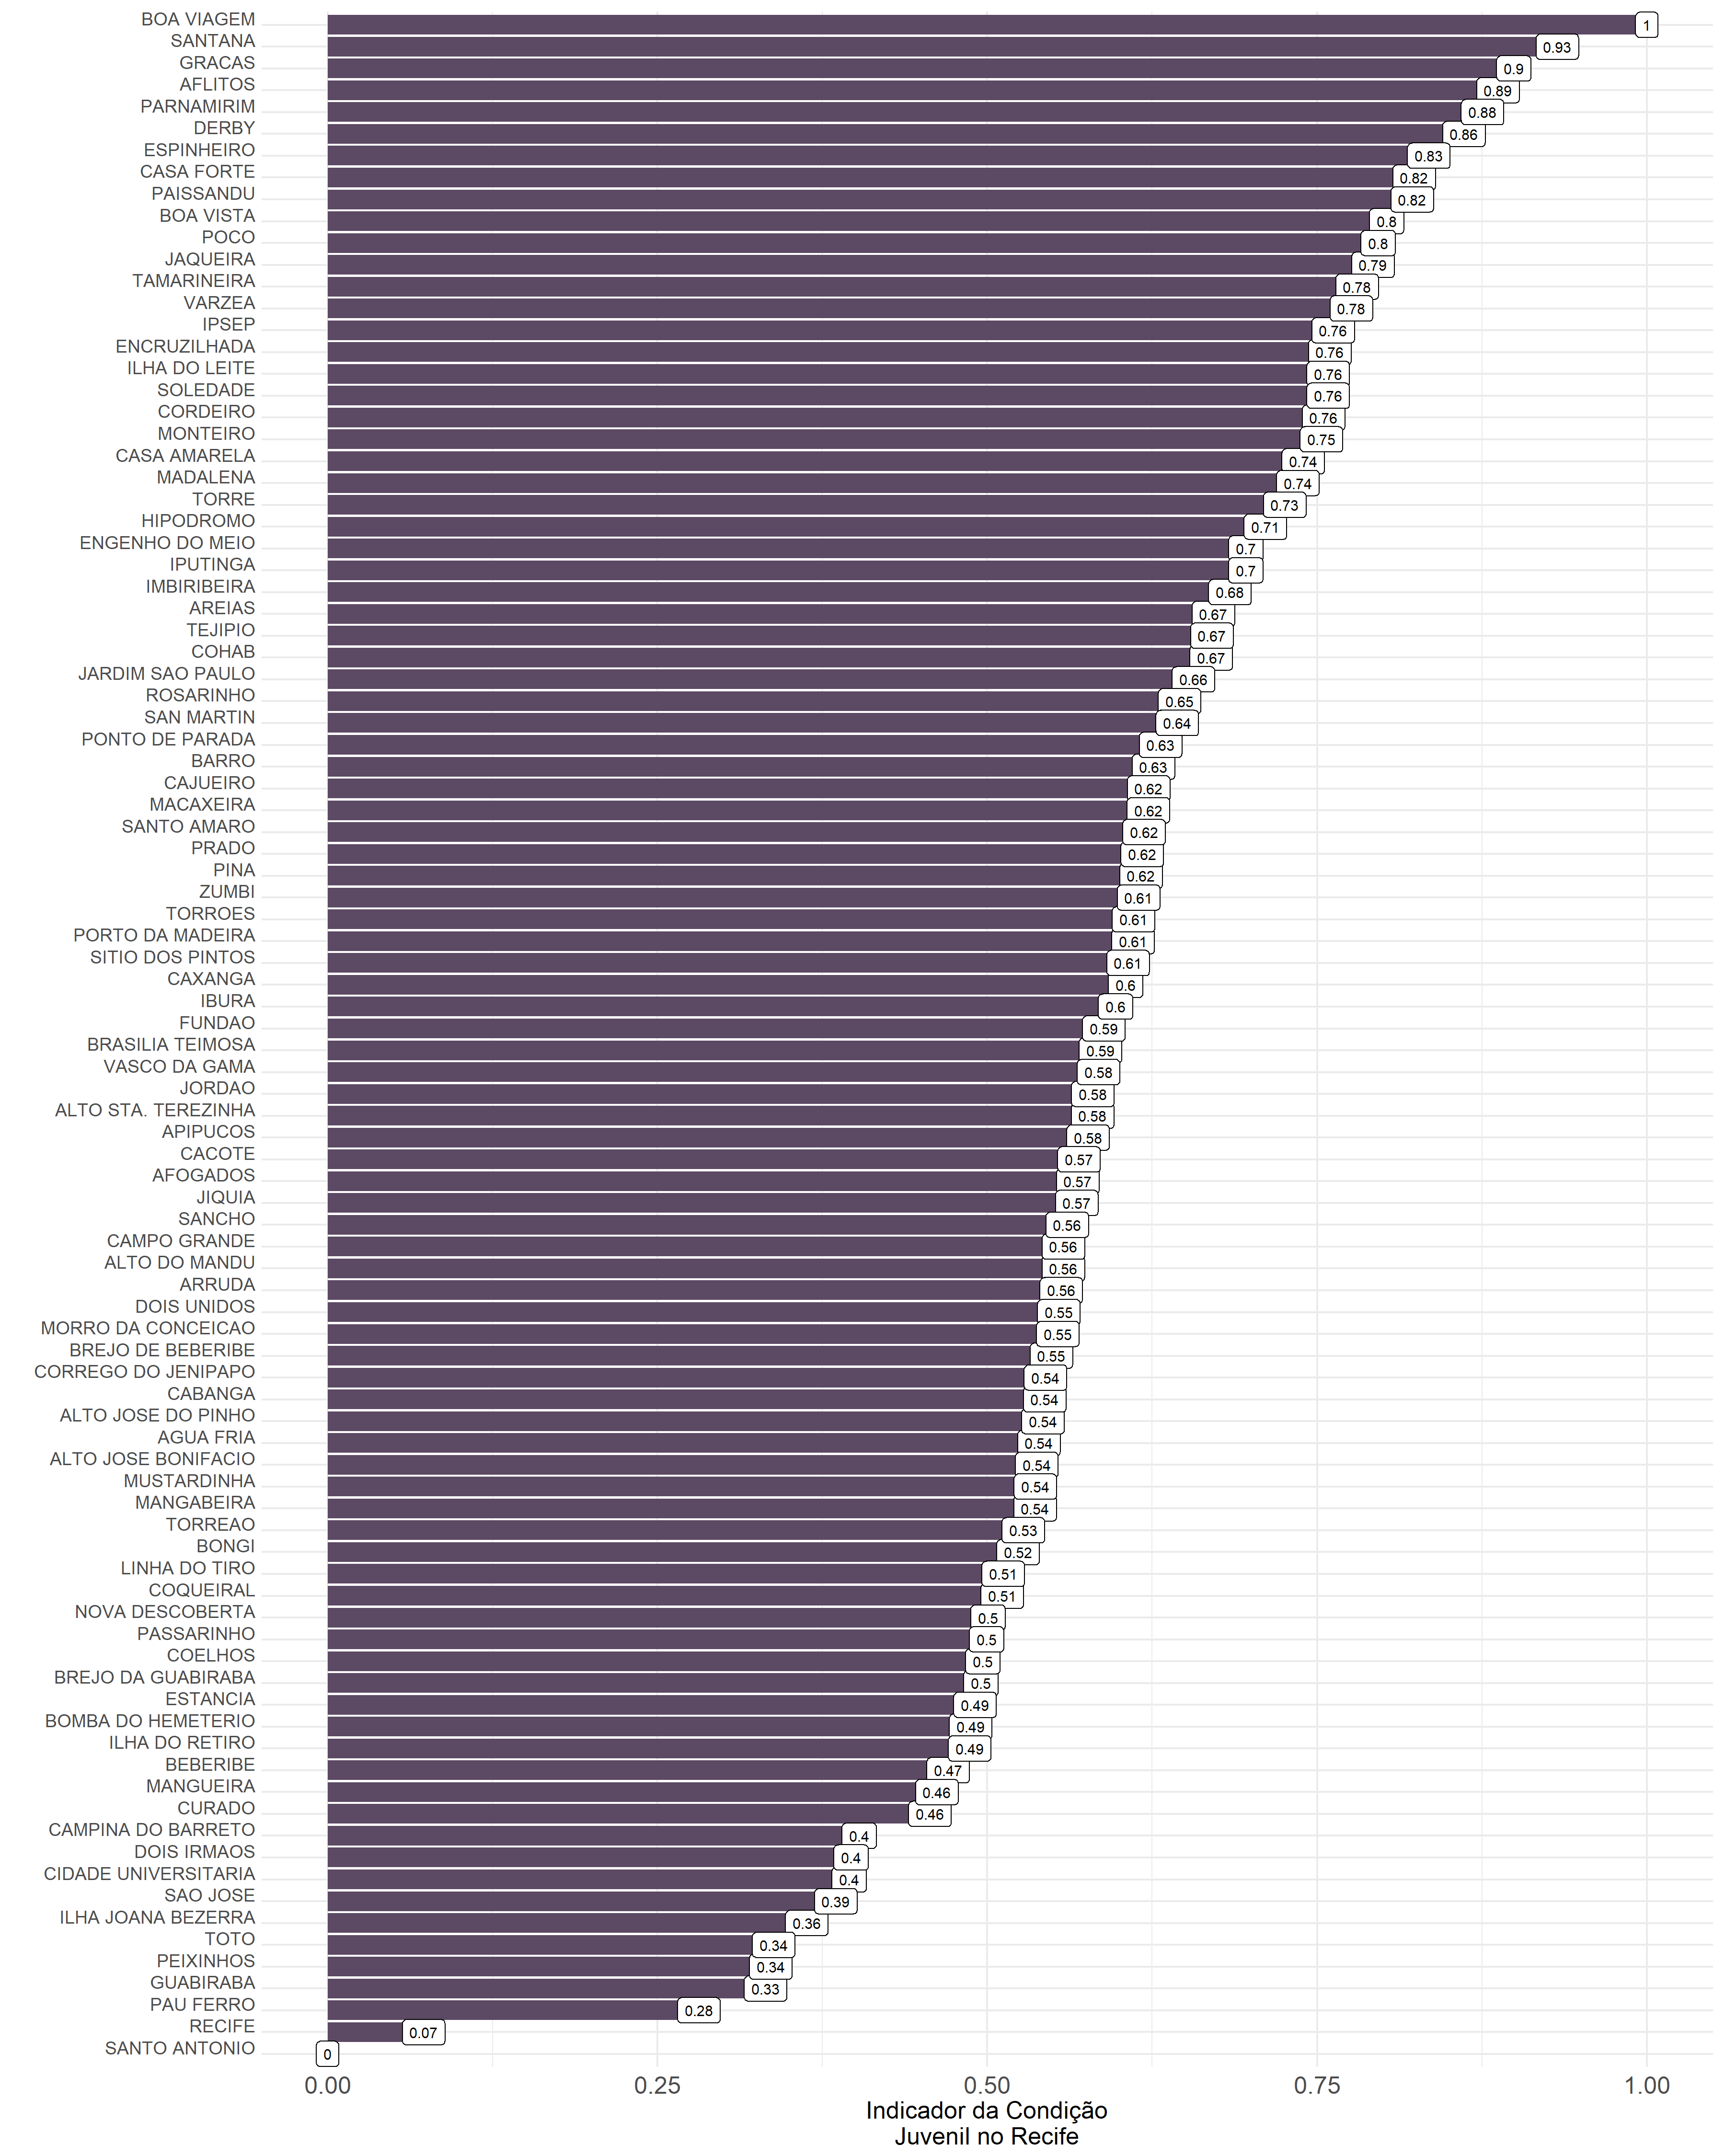 BOA VIAGEM 1
SANTANA 0.93
GRACAS 0.9
AFLITOS 0.89
PARNAMIRIM 0.88
DERBY 0.86
ESPINHEIRO 0.83
CASA FORTE 0.82
PAISSANDU 0.82
BOA VISTA 0.8
POCO 0.8
JAQUEIRA 0.79
TAMARINEIRA 0.78
VARZEA 0.78
IPSEP 0.76
ENCRUZILHADA 0.76
ILHA DO LEITE 0.76
SOLEDADE 0.76
CORDEIRO 0.76
MONTEIRO 0.75
CASA AMARELA 0.74
MADALENA 0.74
TORRE 0.73
HIPODROMO 0.71
ENGENHO DO MEIO 0.7
IPUTINGA 0.7
IMBIRIBEIRA 0.68
AREIAS 0.67
TEJIPIO 0.67
COHAB 0.67
JARDIM SAO PAULO 0.66
ROSARINHO 0.65
SAN MARTIN 0.64
PONTO DE PARADA 0.63
BARRO 0.63
CAJUEIRO 0.62
MACAXEIRA 0.62
SANTO AMARO 0.62
PRADO 0.62
PINA 0.62
ZUMBI 0.61
TORROES 0.61
PORTO DA MADEIRA 0.61
SITIO DOS PINTOS 0.61
CAXANGA 0.6
IBURA 0.6
FUNDAO 0.59
BRASILIA TEIMOSA 0.59
VASCO DA GAMA 0.58
JORDAO 0.58
ALTO STA. TEREZINHA 0.58
APIPUCOS 0.58
CACOTE 0.57
AFOGADOS 0.57
JIQUIA 0.57
SANCHO 0.56
CAMPO GRANDE 0.56
ALTO DO MANDU 0.56
ARRUDA 0.56
DOIS UNIDOS 0.55
MORRO DA CONCEICAO 0.55
BREJO DE BEBERIBE 0.55
CORREGO DO JENIPAPO 0.54
CABANGA 0.54
ALTO JOSE DO PINHO 0.54
AGUA FRIA 0.54
ALTO JOSE BONIFACIO 0.54
MUSTARDINHA 0.54
MANGABEIRA 0.54
TORREAO 0.53
BONGI 0.52
LINHA DO TIRO 0.51
COQUEIRAL 0.51
NOVA DESCOBERTA 0.5
PASSARINHO 0.5
COELHOS 0.5
BREJO DA GUABIRABA 0.5
ESTANCIA 0.49
BOMBA DO HEMETERIO 0.49
ILHA DO RETIRO 0.49
BEBERIBE 0.47
MANGUEIRA 0.46
CURADO 0.46
CAMPINA DO BARRETO 0.4
DOIS IRMAOS 0.4
CIDADE UNIVERSITARIA 0.4
SAO JOSE 0.39
ILHA JOANA BEZERRA 0.36
TOTO 0.34
PEIXINHOS 0.34
GUABIRABA 0.33
PAU FERRO 0.28
RECIFE 0.07
SANTO ANTONIO 0
0.00 0.25 0.50 0.75 1.00
Indicador da Condição
Juvenil no Recife